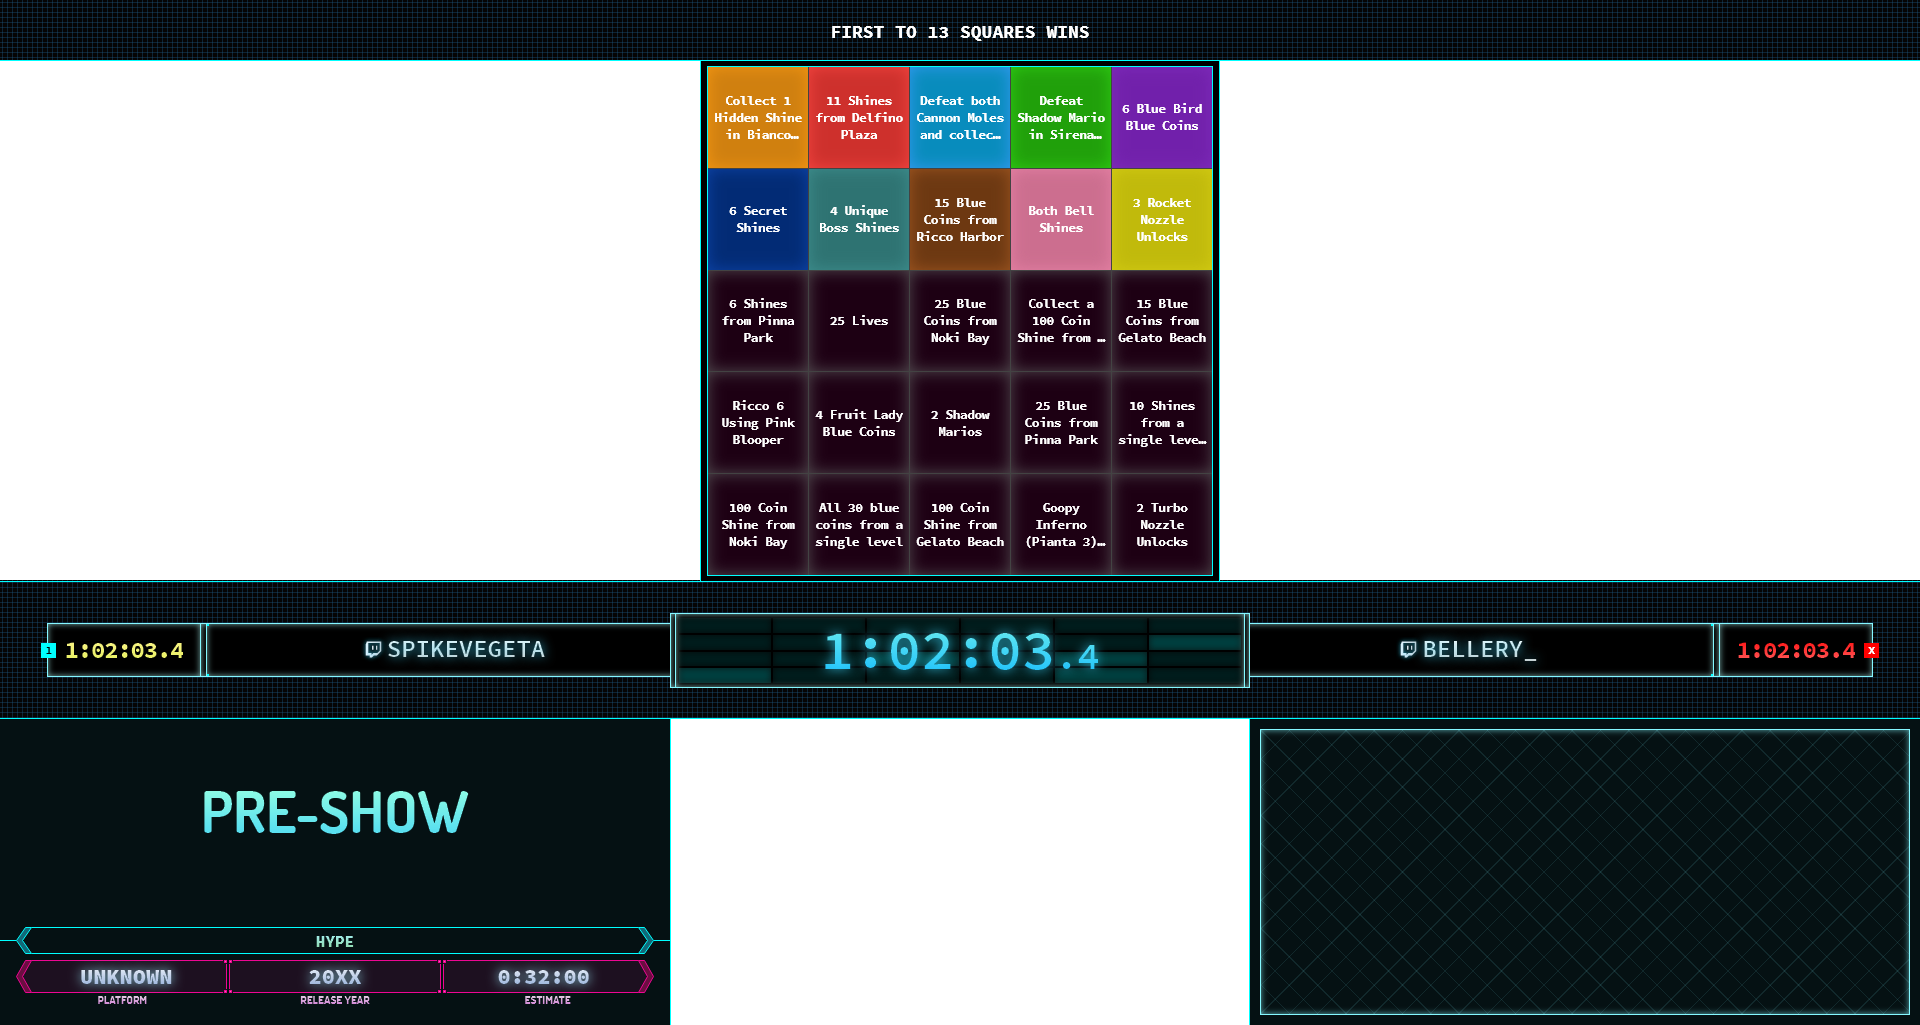 FIRST TO 13 SQUARES WINS
Collect 1
Hidden Shine
in Bianco…
11 Shines
from Delfino
Plaza
Defeat both
Cannon Moles
and collec…
Defeat
Shadow Mario
in Sirena…
6 Blue Bird
Blue Coins
6 Secret
Shines
4 Unique
Boss Shines
15 Blue
Coins from
Ricco Harbor
Both Bell
Shines
3 Rocket
Nozzle
Unlocks
6 Shines
from Pinna
Park
25 Lives
25 Blue
Coins from
Noki Bay
Collect a
100 Coin
Shine from …
15 Blue
Coins from
Gelato Beach
Ricco 6
Using Pink
Blooper
4 Fruit Lady
Blue Coins
2 Shadow
Marios
25 Blue
Coins from
Pinna Park
10 Shines
from a
single leve…
100 Coin
Shine from
Noki Bay
All 30 blue
coins from a
single level
100 Coin
Shine from
Gelato Beach
Goopy
Inferno
(Pianta 3)…
2 Turbo
Nozzle
Unlocks
1 1:02:03.4
SPIKEVEGETA
1:02:03.4
BELLERY_
1:02:03.4 X
PRE-SHOW
HYPE
UNKNOWN
PLATFORM
20XX
RELEASE YEAR
0:32:00
ESTIMATE